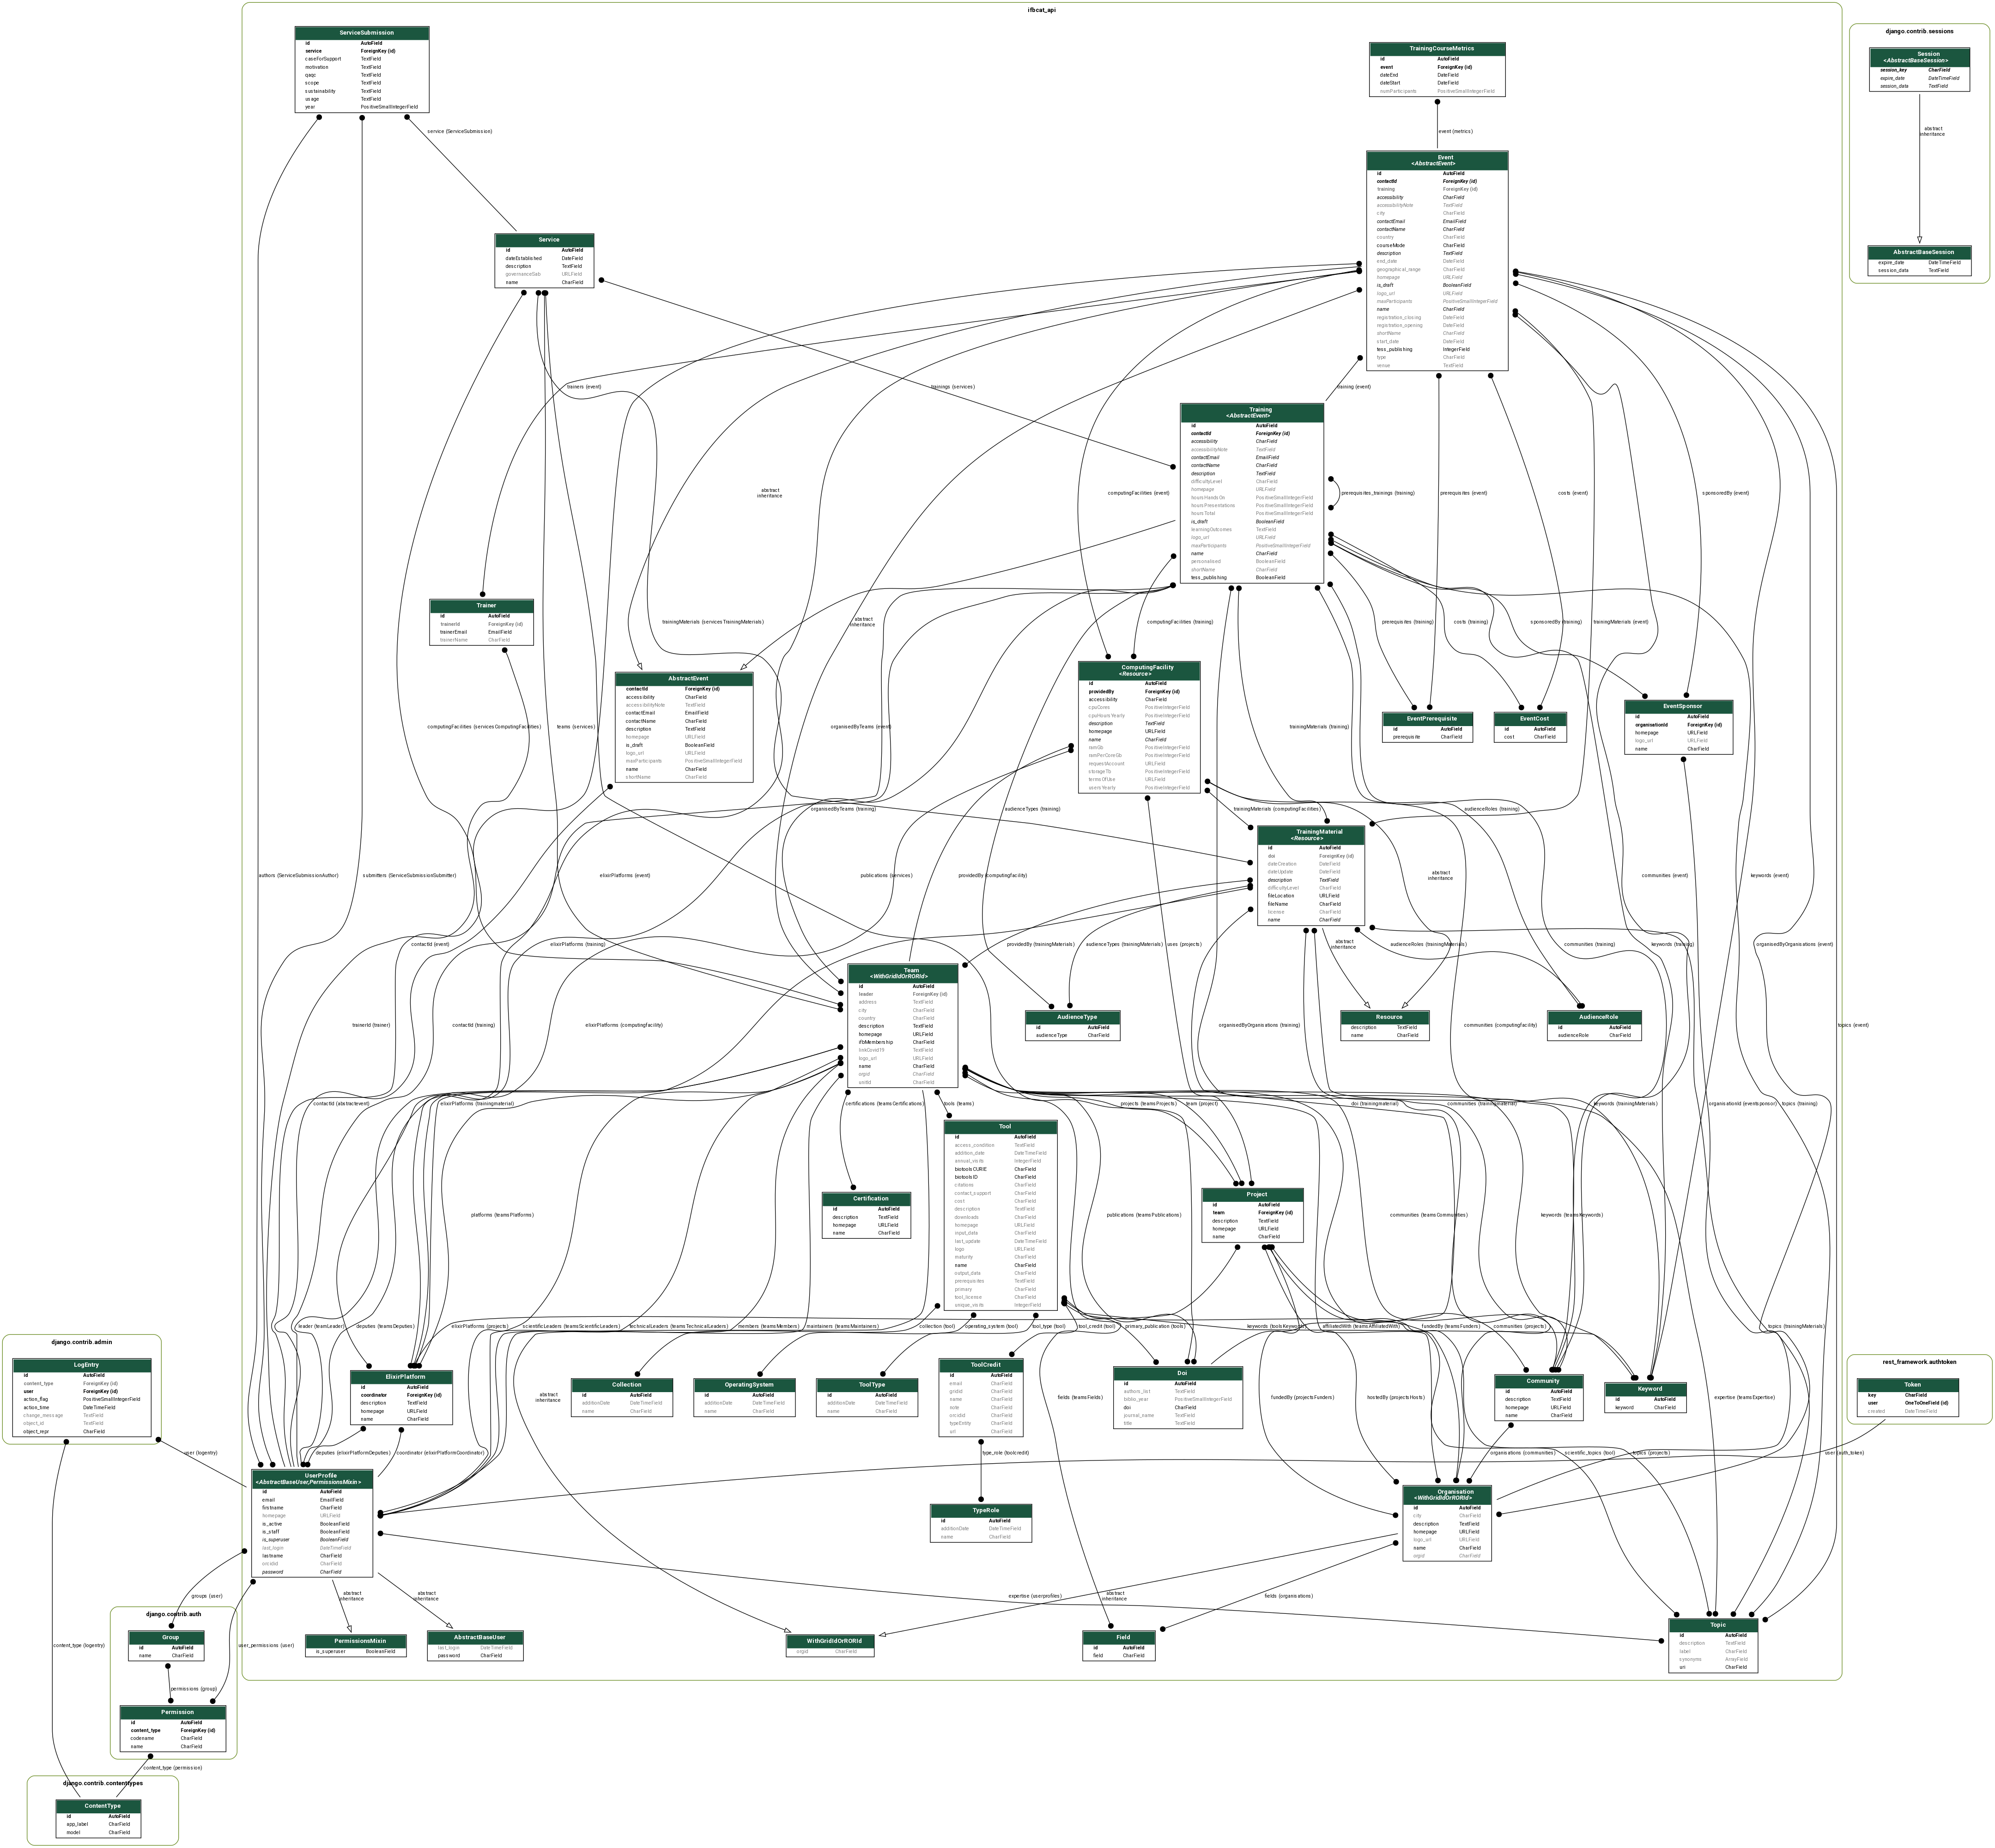 ifbcat_api
django.contrib.sessions
ServiceSubmission
id AutoField
service ForeignKey (id)
caseForSupport TextField
motivation TextField
qaqc TextField
scope TextField
sustainability TextField
usage TextField
year PositiveSmallIntegerField
TrainingCourseMetrics
id AutoField
event ForeignKey (id)
dateEnd DateField
dateStart DateField
numParticipants PositiveSmallIntegerField
Session
<AbstractBaseSession>
session_key CharField
expire_date DateTimeField
session_data TextField
service (ServiceSubmission)
event (metrics)
abstract
inheritance
Event
<AbstractEvent>
id AutoField
contactId ForeignKey (id)
training ForeignKey (id)
accessibility CharField
accessibilityNote TextField
city CharField
contactEmail EmailField
contactName CharField
country CharField
courseMode CharField
description TextField
end_date DateField
geographical_range CharField
homepage URLField
is_draft BooleanField
logo_url URLField
maxParticipants PositiveSmallIntegerField
name CharField
registration_closing DateField
registration_opening DateField
shortName CharField
start_date DateField
tess_publishing IntegerField
type CharField
venue TextField
Service
id AutoField
dateEstablished DateField
description TextField
governanceSab URLField
name CharField
AbstractBaseSession
expire_date DateTimeField
session_data TextField
trainers (event)
trainings (services)
training (event)
Training
<AbstractEvent>
id AutoField
contactId ForeignKey (id)
accessibility CharField
accessibilityNote TextField
contactEmail EmailField
contactName CharField
description TextField
difficultyLevel CharField
homepage URLField
hoursHandsOn PositiveSmallIntegerField
hoursPresentations PositiveSmallIntegerField
hoursTotal PositiveSmallIntegerField
is_draft BooleanField
learningOutcomes TextField
logo_url URLField
maxParticipants PositiveSmallIntegerField
name CharField
personalised BooleanField
shortName CharField
tess_publishing BooleanField
abstract
inheritance
computingFacilities (event)
prerequisites_trainings (training)
prerequisites (event)
costs (event)
sponsoredBy (event)
Trainer
id AutoField
trainerId ForeignKey (id)
trainerEmail EmailField
trainerName CharField
trainingMaterials (servicesTrainingMaterials)
abstract
inheritance
computingFacilities (training)
prerequisites (training)
costs (training)
sponsoredBy (training)
trainingMaterials (event)
AbstractEvent
contactId ForeignKey (id)
accessibility CharField
accessibilityNote TextField
contactEmail EmailField
contactName CharField
description TextField
homepage URLField
is_draft BooleanField
logo_url URLField
maxParticipants PositiveSmallIntegerField
name CharField
shortName CharField
ComputingFacility
<Resource>
id AutoField
providedBy ForeignKey (id)
accessibility CharField
cpuCores PositiveIntegerField
cpuHoursYearly PositiveIntegerField
description TextField
homepage URLField
name CharField
ramGb PositiveIntegerField
ramPerCoreGb PositiveIntegerField
requestAccount URLField
storageTb PositiveIntegerField
termsOfUse URLField
usersYearly PositiveIntegerField
EventPrerequisite
id AutoField
prerequisite CharField
EventCost
id AutoField
cost CharField
EventSponsor
id AutoField
organisationId ForeignKey (id)
homepage URLField
logo_url URLField
name CharField
computingFacilities (servicesComputingFacilities)
teams (services)
organisedByTeams (event)
trainingMaterials (training)
organisedByTeams (training)
audienceTypes (training)
trainingMaterials (computingFacilities)
audienceRoles (training)
TrainingMaterial
<Resource>
id AutoField
doi ForeignKey (id)
dateCreation DateField
dateUpdate DateField
description TextField
difficultyLevel CharField
fileLocation URLField
fileName CharField
license CharField
name CharField
authors (ServiceSubmissionAuthor)
submitters (ServiceSubmissionSubmitter)
elixirPlatforms (event)
publications (services)
providedBy (computingfacility)
abstract
inheritance
communities (event)
keywords (event)
contactId (event)
elixirPlatforms (training)
providedBy (trainingMaterials)
audienceTypes (trainingMaterials)
uses (projects)
abstract
inheritance
audienceRoles (trainingMaterials)
communities (training)
keywords (training)
organisedByOrganisations (event)
Team
<WithGridIdOrRORId>
id AutoField
leader ForeignKey (id)
address TextField
city CharField
country CharField
description TextField
homepage URLField
ifbMembership CharField
linkCovid19 TextField
logo_url URLField
name CharField
orgid CharField
unitId CharField
AudienceType
id AutoField
audienceType CharField
Resource
description TextField
name CharField
AudienceRole
id AutoField
audienceRole CharField
trainerId (trainer)
contactId (training)
elixirPlatforms (computingfacility)
organisedByOrganisations (training)
communities (computingfacility)
topics (event)
contactId (abstractevent)
elixirPlatforms (trainingmaterial)
certifications (teamsCertifications)
tools (teams)
projects (teamsProjects)
team (project)
doi (trainingmaterial)
communities (trainingmaterial)
keywords (trainingMaterials)
organisationId (eventsponsor)
topics (training)
Tool
id AutoField
access_condition TextField
addition_date DateTimeField
annual_visits IntegerField
biotoolsCURIE CharField
biotoolsID CharField
citations CharField
contact_support CharField
cost CharField
description TextField
downloads CharField
homepage URLField
input_data CharField
last_update DateTimeField
logo URLField
maturity CharField
name CharField
output_data CharField
prerequisites TextField
primary CharField
tool_license CharField
unique_visits IntegerField
Certification
id AutoField
description TextField
homepage URLField
name CharField
Project
id AutoField
team ForeignKey (id)
description TextField
homepage URLField
name CharField
platforms (teamsPlatforms)
publications (teamsPublications)
communities (teamsCommunities)
keywords (teamsKeywords)
leader (teamLeader)
deputies (teamsDeputies)
elixirPlatforms (projects)
scientificLeaders (teamsScientificLeaders)
technicalLeaders (teamsTechnicalLeaders)
members (teamsMembers)
maintainers (teamsMaintainers)
collection (tool)
operating_system (tool)
tool_type (tool)
tool_credit (tool)
primary_publication (tools)
keywords (toolsKeywords)
affiliatedWith (teamsAffiliatedWith)
fundedBy (teamsFunders)
communities (projects)
topics (trainingMaterials)
django.contrib.admin
LogEntry
id AutoField
content_type ForeignKey (id)
user ForeignKey (id)
action_flag PositiveSmallIntegerField
action_time DateTimeField
change_message TextField
object_id TextField
object_repr CharField
ElixirPlatform
id AutoField
coordinator ForeignKey (id)
description TextField
homepage URLField
name CharField
abstract
inheritance
Collection
id AutoField
additionDate DateTimeField
name CharField
OperatingSystem
id AutoField
additionDate DateTimeField
name CharField
ToolType
id AutoField
additionDate DateTimeField
name CharField
ToolCredit
id AutoField
email CharField
gridid CharField
name CharField
note CharField
orcidid CharField
typeEntity CharField
url CharField
fields (teamsFields)
Doi
id AutoField
authors_list TextField
biblio_year PositiveSmallIntegerField
doi CharField
journal_name TextField
title TextField
fundedBy (projectsFunders)
hostedBy (projectsHosts)
Community
id AutoField
description TextField
homepage URLField
name CharField
Keyword
id AutoField
keyword CharField
expertise (teamsExpertise)
rest_framework.authtoken
Token
key CharField
user OneToOneField (id)
created DateTimeField
user (logentry)
deputies (elixirPlatformDeputies)
coordinator (elixirPlatformCoordinator)
type_role (toolcredit)
organisations (communities)
scientific_topics (tool)
topics (projects)
user (auth_token)
UserProfile
<AbstractBaseUser,PermissionsMixin>
id AutoField
email EmailField
firstname CharField
homepage URLField
is_active BooleanField
is_staff BooleanField
is_superuser BooleanField
last_login DateTimeField
lastname CharField
orcidid CharField
password CharField
TypeRole
id AutoField
additionDate DateTimeField
name CharField
Organisation
<WithGridIdOrRORId>
id AutoField
city CharField
description TextField
homepage URLField
logo_url URLField
name CharField
orgid CharField
groups (user)
abstract
inheritance
abstract
inheritance
expertise (userprofiles)
abstract
inheritance
fields (organisations)
django.contrib.auth
Group
id AutoField
name CharField
content_type (logentry)
user_permissions (user)
PermissionsMixin
is_superuser BooleanField
AbstractBaseUser
last_login DateTimeField
password CharField
WithGridIdOrRORId
orgid CharField
Field
id AutoField
field CharField
Topic
id AutoField
description TextField
label CharField
synonyms ArrayField
uri CharField
permissions (group)
Permission
id AutoField
content_type ForeignKey (id)
codename CharField
name CharField
content_type (permission)
django.contrib.contenttypes
ContentType
id AutoField
app_label CharField
model CharField